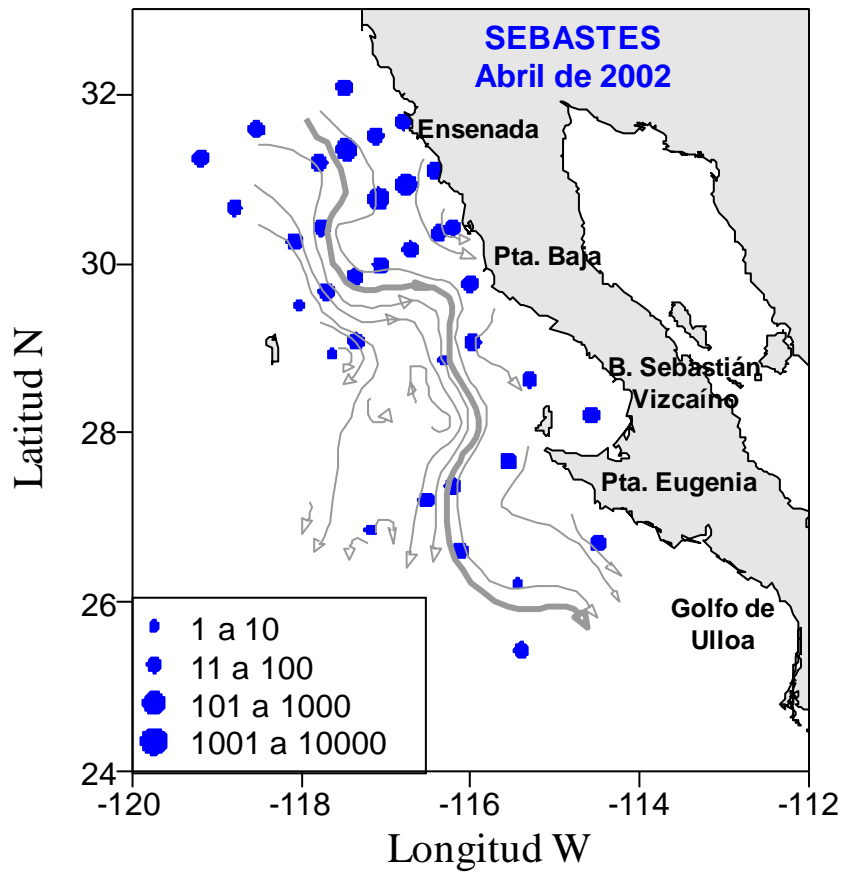 SEBASTES
Abril de 2002
32
Ensenada
30
Pta. Baja
B. Sebastián
Vizcaíno
28
Pta. Eugenia
26
Golfo de
Ulloa
1 a 10
11 a 100
101 a 1000
1001 a 10000
24
-120
-118
-116
-114
-112
Latitud N
Longitud W